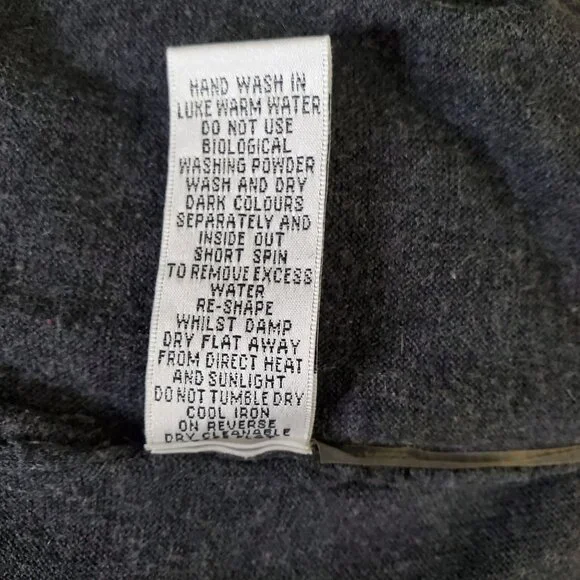 HAND WASH IN
LUKE WARM WATER
DO NOT USE
BIOLOGICAL
WASHING POWDER
WASH AND DRY
DARK COLOURS
SEPARATELY AND
INSIDE OUT
SHORT SPIN
TO REMOVE EXCESS
WATER
RE-SHAPE
WHILST DAMP
DRY FLAT AWAY
FROM DIRECT HEAT
AND SUNLIGHT
DO NOT TUMBLE DRY
COOL IRON
ON REVERSE
DRY CLEANABLE